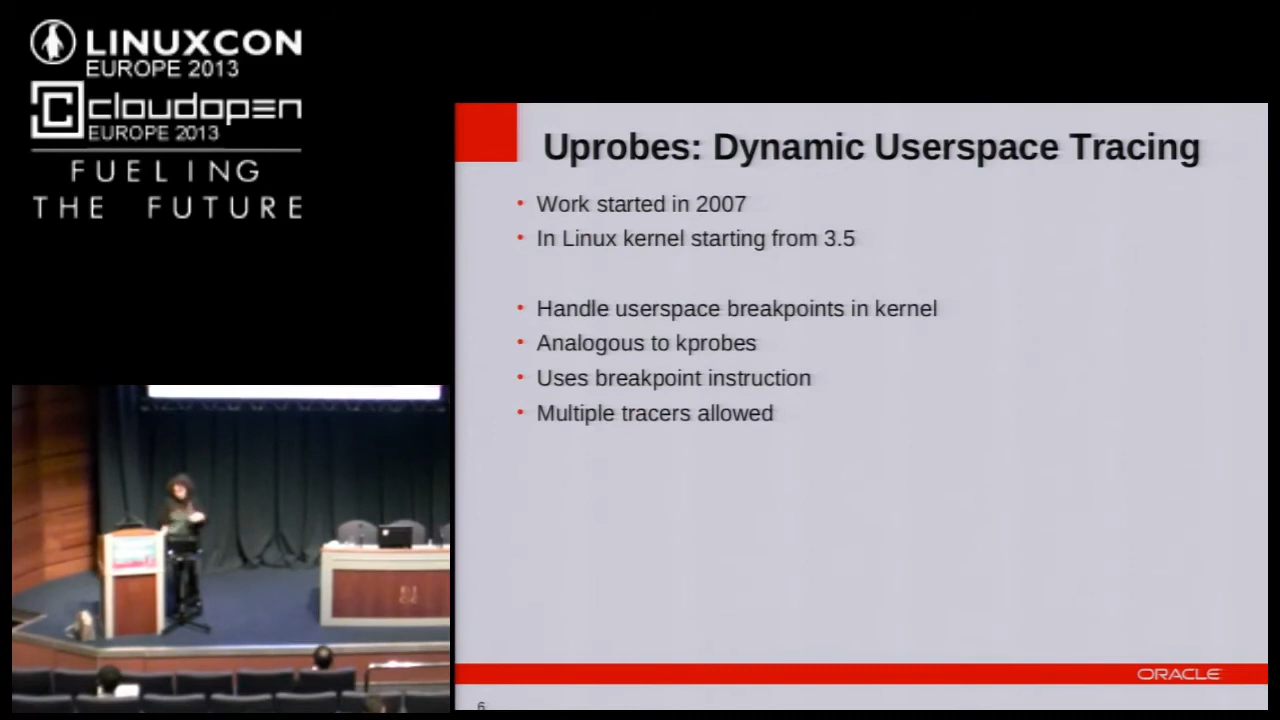 LINUXCON
EUROPE 2013
cloudopen
EUROPE 2013
FUELING
THE FUTURE
Uprobes: Dynamic Userspace Tracing
• Work started in 2007
• In Linux kernel starting from 3.5
• Handle userspace breakpoints in kernel
• Analogous to kprobes
• Uses breakpoint instruction
• Multiple tracers allowed
ORACLE
6